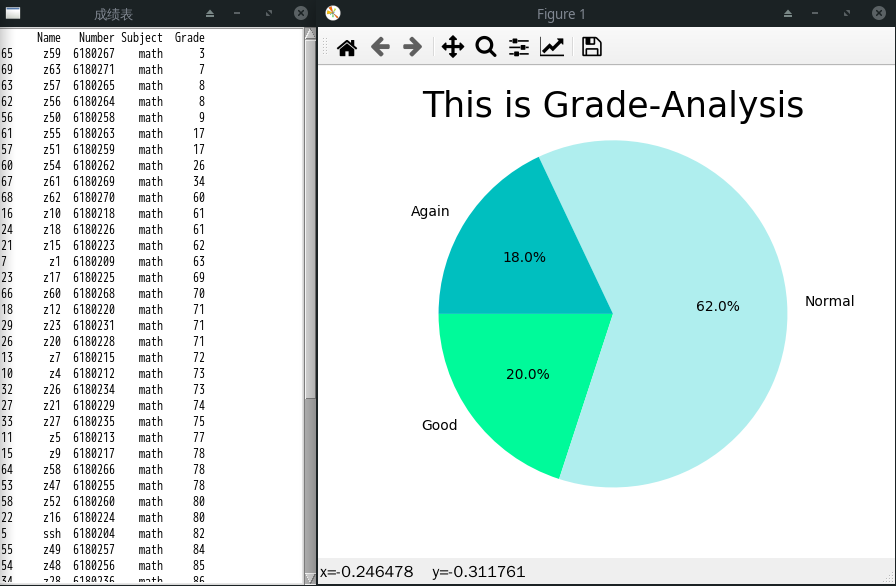 成绩表
Name Number Subject Grade
65 z59 6180267 math 3
69 z63 6180271 math 7
63 z57 6180265 math 8
62 z56 6180264 math 8
56 z50 6180258 math 9
61 z55 6180263 math 17
57 z51 6180259 math 17
60 z54 6180262 math 26
67 z61 6180269 math 34
68 z62 6180270 math 60
16 z10 6180218 math 61
24 z18 6180226 math 61
21 z15 6180223 math 62
7 z1 6180209 math 63
23 z17 6180225 math 69
66 z60 6180268 math 70
18 z12 6180220 math 71
29 z23 6180231 math 71
26 z20 6180228 math 71
13 z7 6180215 math 72
10 z4 6180212 math 73
32 z26 6180234 math 73
27 z21 6180229 math 74
33 z27 6180235 math 75
11 z5 6180213 math 77
15 z9 6180217 math 78
64 z58 6180266 math 78
53 z47 6180255 math 78
58 z52 6180260 math 80
22 z16 6180224 math 80
5 ssh 6180204 math 82
55 z49 6180257 math 84
54 z48 6180256 math 85
34 z28 6180236 math 86
Figure 1
This is Grade-Analysis
Again
18.0%
62.0%
Normal
20.0%
Good
x=-0.246478 y=-0.311761